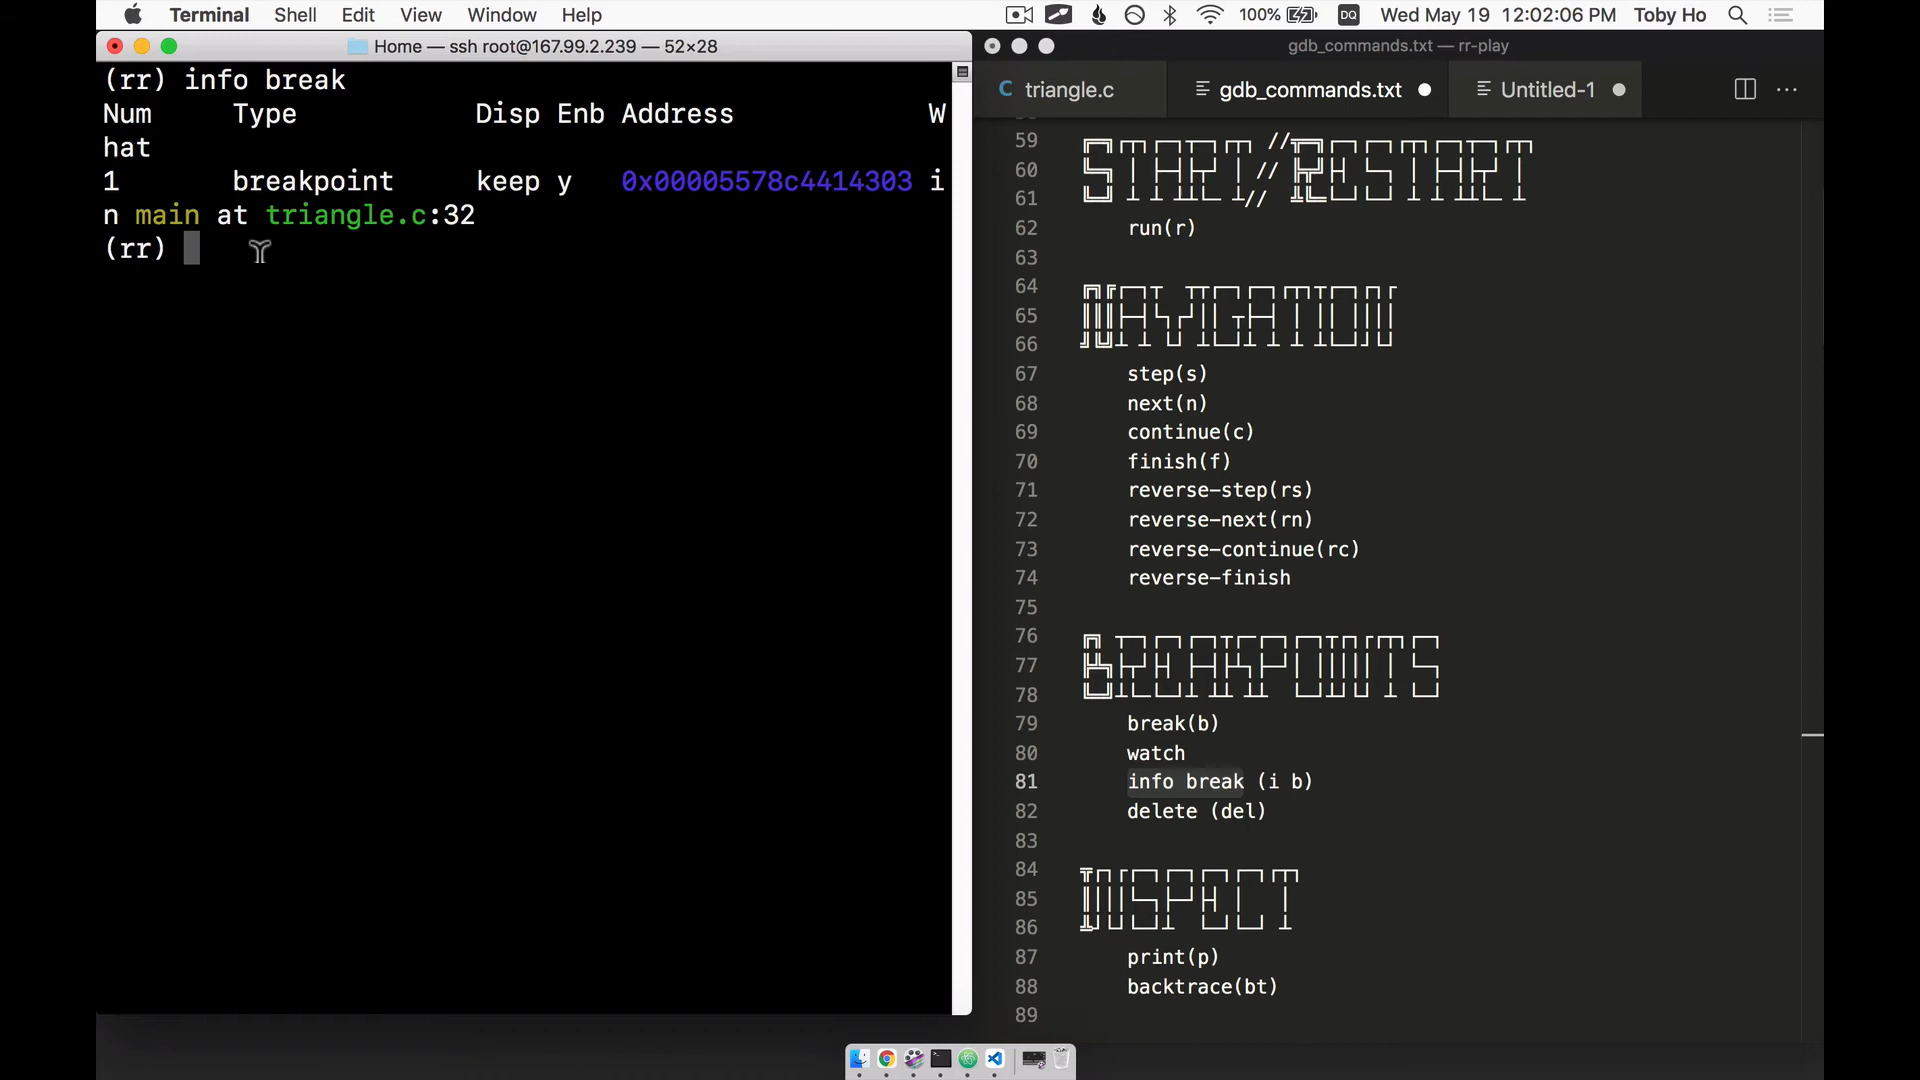 Terminal Shell Edit View Window Help 100% DQ Wed May 19 12:02:06 PM Toby Ho
Home — ssh root@167.99.2.239 — 52×28
(rr) info break
Num Type Disp Enb Address W
hat
1 breakpoint keep y 0x00005578c4414303 i
n main at triangle.c:32
(rr)
gdb_commands.txt — rr-play
C triangle.c gdb_commands.txt Untitled-1
59
60 START // RESTART
61
62 run(r)
63
64
65 NAVIGATION
66
67 step(s)
68 next(n)
69 continue(c)
70 finish(f)
71 reverse-step(rs)
72 reverse-next(rn)
73 reverse-continue(rc)
74 reverse-finish
75
76
77 BREAKPOINTS
78
79 break(b)
80 watch
81 info break (i b)
82 delete (del)
83
84
85 INSPECT
86
87 print(p)
88 backtrace(bt)
89